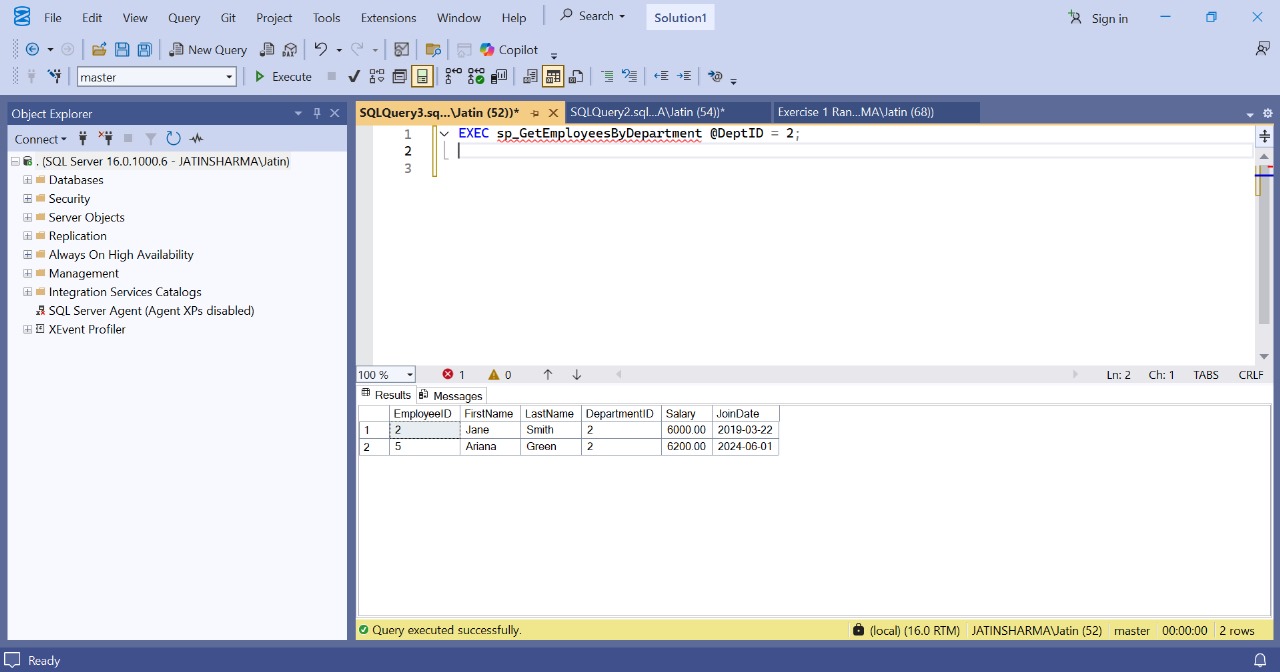 File Edit View Query Git Project Tools Extensions Window Help Search Solution1 Sign in
New Query DAX Copilot
master Execute
Object Explorer
Connect
. (SQL Server 16.0.1000.6 - JATINSHARMA\Jatin)
Databases
Security
Server Objects
Replication
Always On High Availability
Management
Integration Services Catalogs
SQL Server Agent (Agent XPs disabled)
XEvent Profiler
SQLQuery3.sq...\Jatin (52))* SQLQuery2.sql...A\Jatin (54))* Exercise 1 Ran...MA\Jatin (68))
1 EXEC sp_GetEmployeesByDepartment @DeptID = 2;
2
3
100 % 1 0 Ln: 2 Ch: 1 TABS CRLF
Results Messages
EmployeeID FirstName LastName DepartmentID Salary JoinDate
1 2 Jane Smith 2 6000.00 2019-03-22
2 5 Ariana Green 2 6200.00 2024-06-01
Query executed successfully. (local) (16.0 RTM) JATINSHARMA\Jatin (52) master 00:00:00 2 rows
Ready